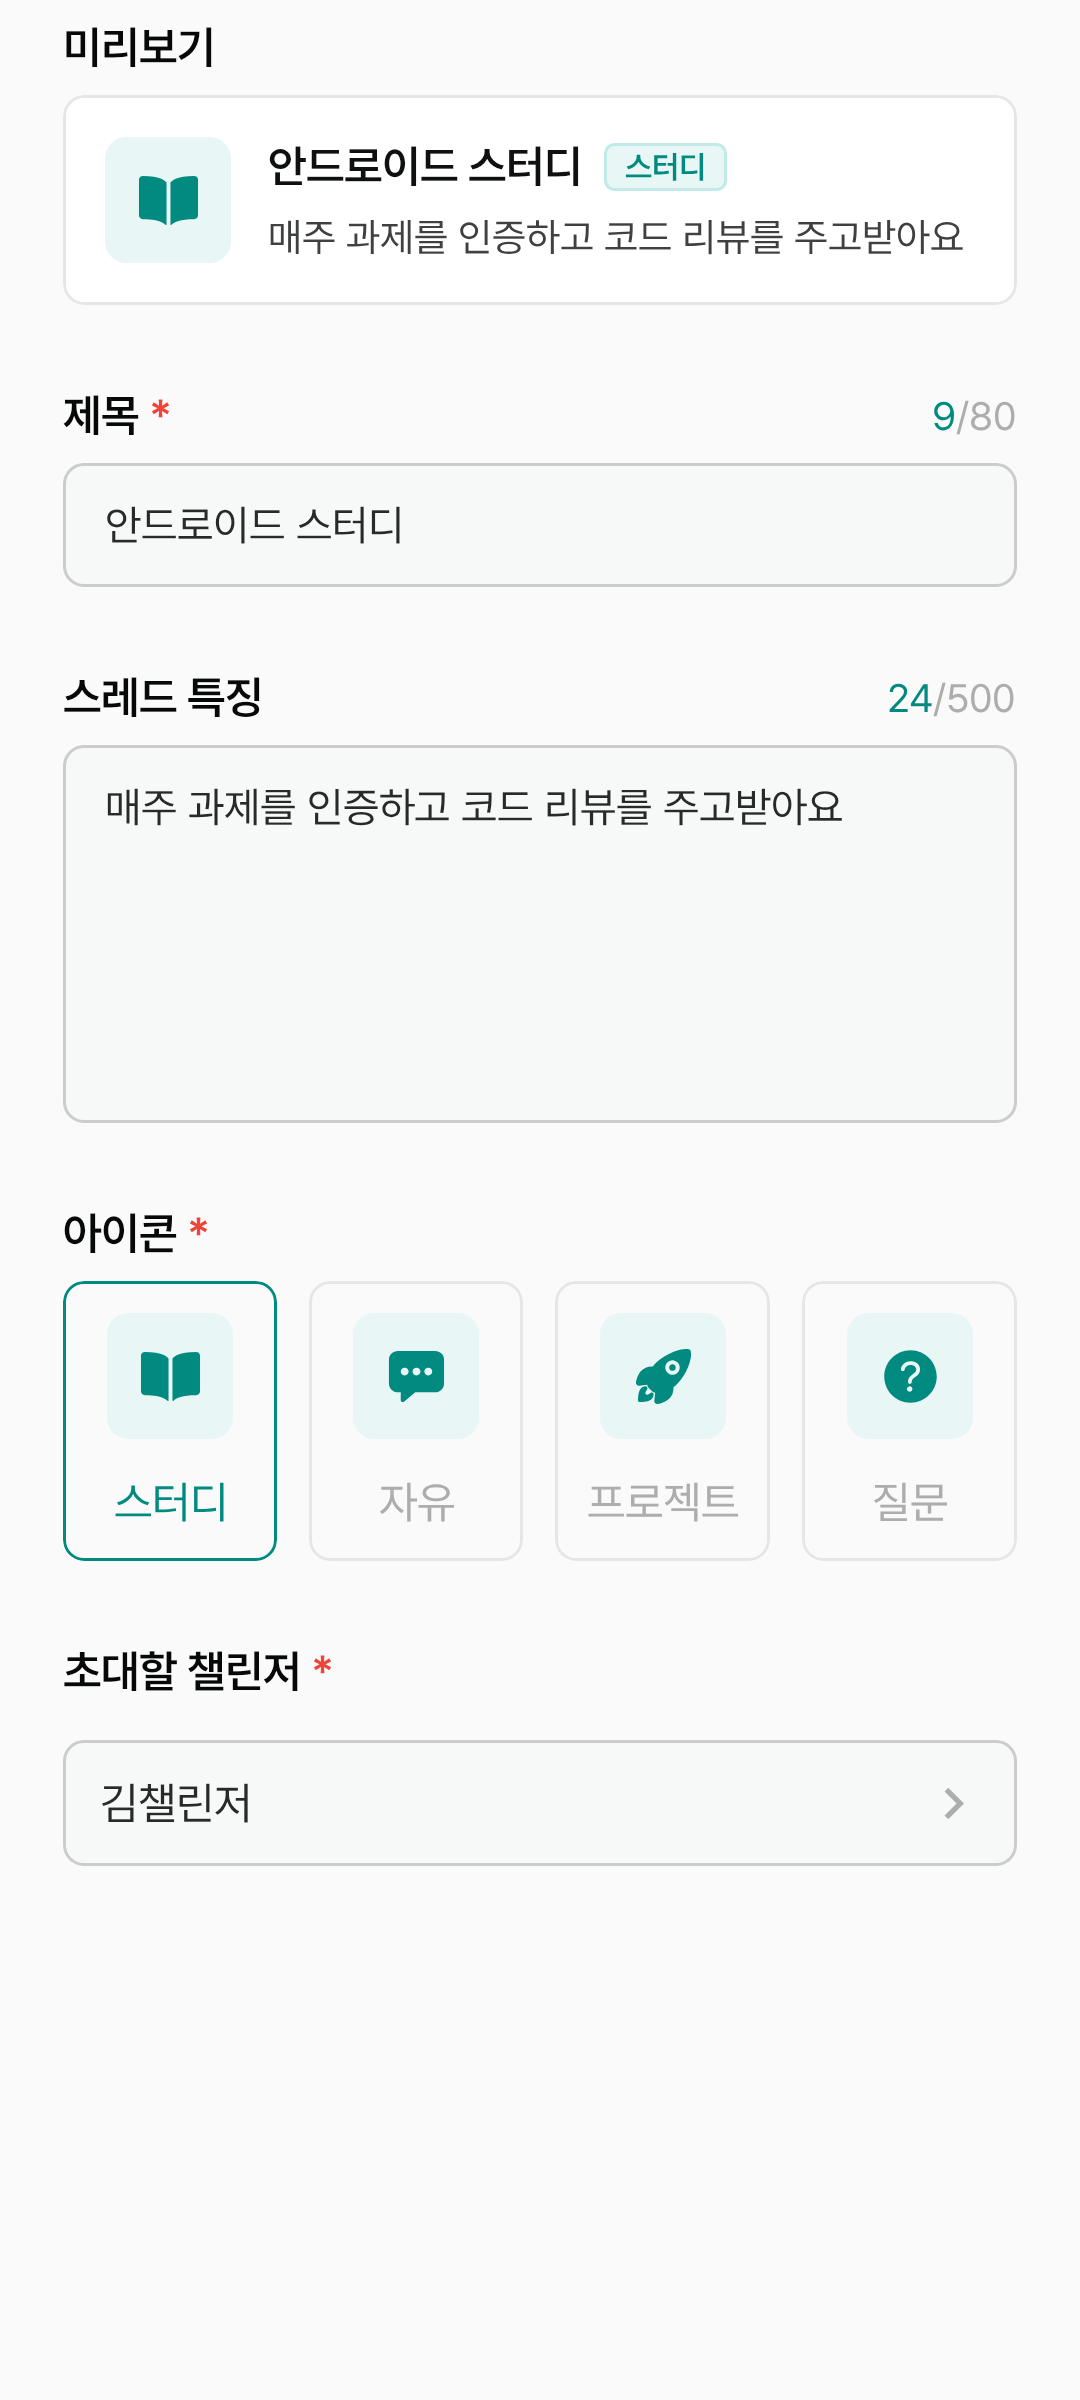 미리보기
안드로이드 스터디 스터디
매주 과제를 인증하고 코드 리뷰를 주고받아요
제목 * 9/80
안드로이드 스터디
스레드 특징 24/500
매주 과제를 인증하고 코드 리뷰를 주고받아요
아이콘 *
스터디 자유 프로젝트 질문
초대할 챌린저 *
김챌린저